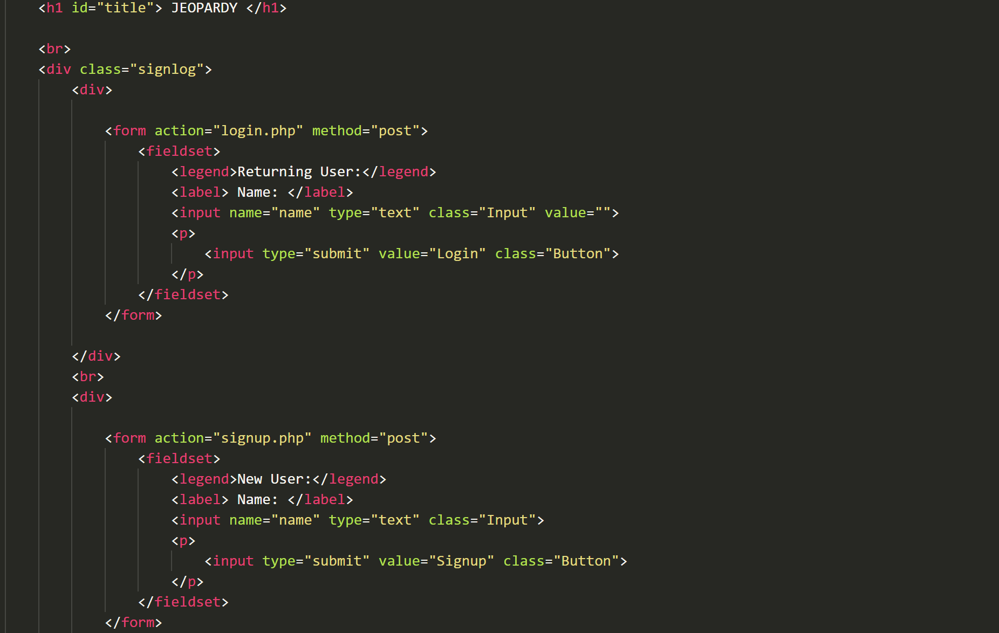 <h1 id="title"> JEOPARDY </h1>
<br>
<div class="signlog">
<div>
<form action="login.php" method="post">
<fieldset>
<legend>Returning User:</legend>
<label> Name: </label>
<input name="name" type="text" class="Input" value="">
<p>
<input type="submit" value="Login" class="Button">
</p>
</fieldset>
</form>
</div>
<br>
<div>
<form action="signup.php" method="post">
<fieldset>
<legend>New User:</legend>
<label> Name: </label>
<input name="name" type="text" class="Input">
<p>
<input type="submit" value="Signup" class="Button">
</p>
</fieldset>
</form>